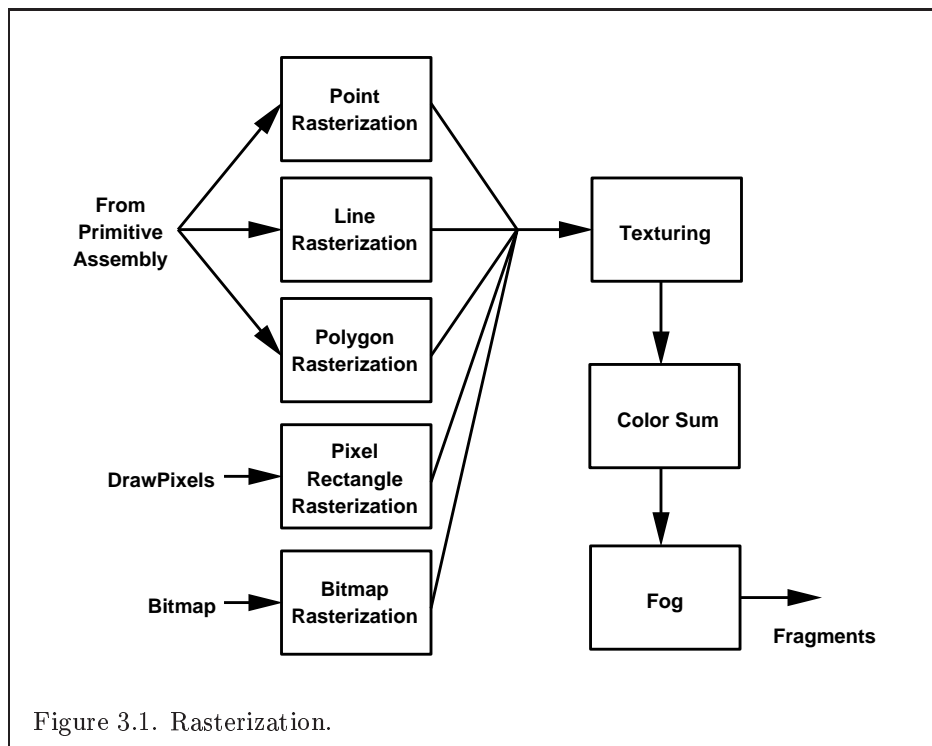 Point
Rasterization
From
Primitive
Assembly
Line
Rasterization
Polygon
Rasterization
DrawPixels
Pixel
Rectangle
Rasterization
Bitmap
Bitmap
Rasterization
Texturing
Color Sum
Fog
Fragments
Figure 3.1. Rasterization.